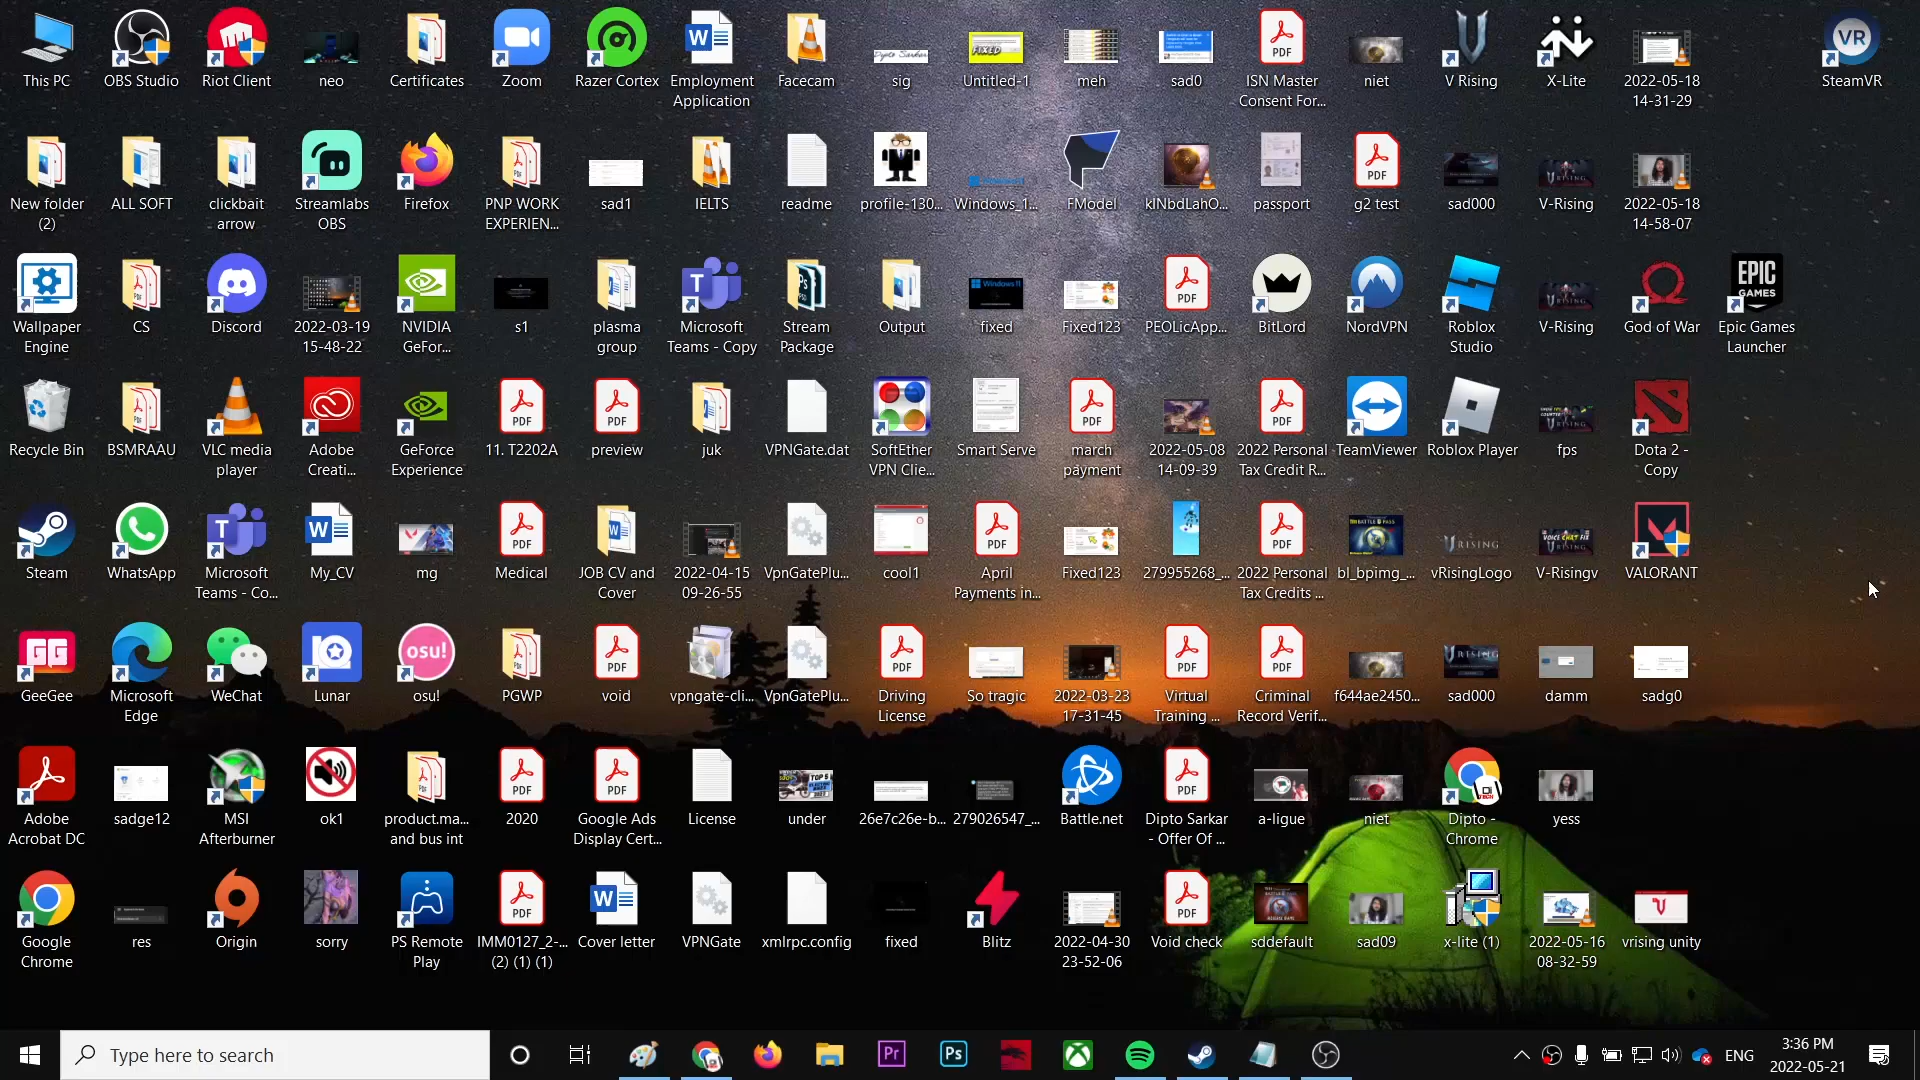 This PC
OBS Studio
Riot Client
neo
Certificates
Zoom
Razer Cortex
Employment
Application
Facecam
sig
Untitled-1
meh
sad0
ISN Master
Consent For...
niet
V Rising
X-Lite
2022-05-18
14-31-29
SteamVR
New folder
(2)
ALL SOFT
clickbait
arrow
Streamlabs
OBS
Firefox
PNP WORK
EXPERIEN...
sad1
IELTS
readme
profile-130...
Windows_1...
FModel
klNbdLahO...
passport
g2 test
sad000
V-Rising
2022-05-18
14-58-07
Wallpaper
Engine
CS
Discord
2022-03-19
15-48-22
NVIDIA
GeFor...
s1
plasma
group
Microsoft
Teams - Copy
Stream
Package
Output
fixed
Fixed123
PEOLicApp...
BitLord
NordVPN
Roblox
Studio
V-Rising
God of War
Epic Games
Launcher
Recycle Bin
BSMRAAU
VLC media
player
Adobe
Creati...
GeForce
Experience
11. T2202A
preview
juk
VPNGate.dat
SoftEther
VPN Clie...
Smart Serve
march
payment
2022-05-08
14-09-39
2022 Personal
Tax Credit R...
TeamViewer
Roblox Player
fps
Dota 2 -
Copy
Steam
WhatsApp
Microsoft
Teams - Co...
My_CV
mg
Medical
JOB CV and
Cover
2022-04-15
09-26-55
VpnGatePlu...
cool1
April
Payments in...
Fixed123
279955268_...
2022 Personal
Tax Credits ...
bl_bpimg_...
vRisingLogo
V-Risingv
VALORANT
GeeGee
Microsoft
Edge
WeChat
Lunar
osu!
PGWP
void
vpngate-cli...
VpnGatePlu...
Driving
License
So tragic
2022-03-23
17-31-45
Virtual
Training ...
Criminal
Record Verif...
f644ae2450...
sad000
damm
sadg0
Adobe
Acrobat DC
sadge12
MSI
Afterburner
ok1
product.ma...
and bus int
2020
Google Ads
Display Cert...
License
under
26e7c26e-b...
279026547_...
Battle.net
Dipto Sarkar
- Offer Of ...
a-ligue
niet
Dipto -
Chrome
yess
Google
Chrome
res
Origin
sorry
PS Remote
Play
IMM0127_2-...
(2) (1) (1)
Cover letter
VPNGate
xmlrpc.config
fixed
Blitz
2022-04-30
23-52-06
Void check
sddefault
sad09
x-lite (1)
2022-05-16
08-32-59
vrising unity
Type here to search
ENG
3:36 PM
2022-05-21